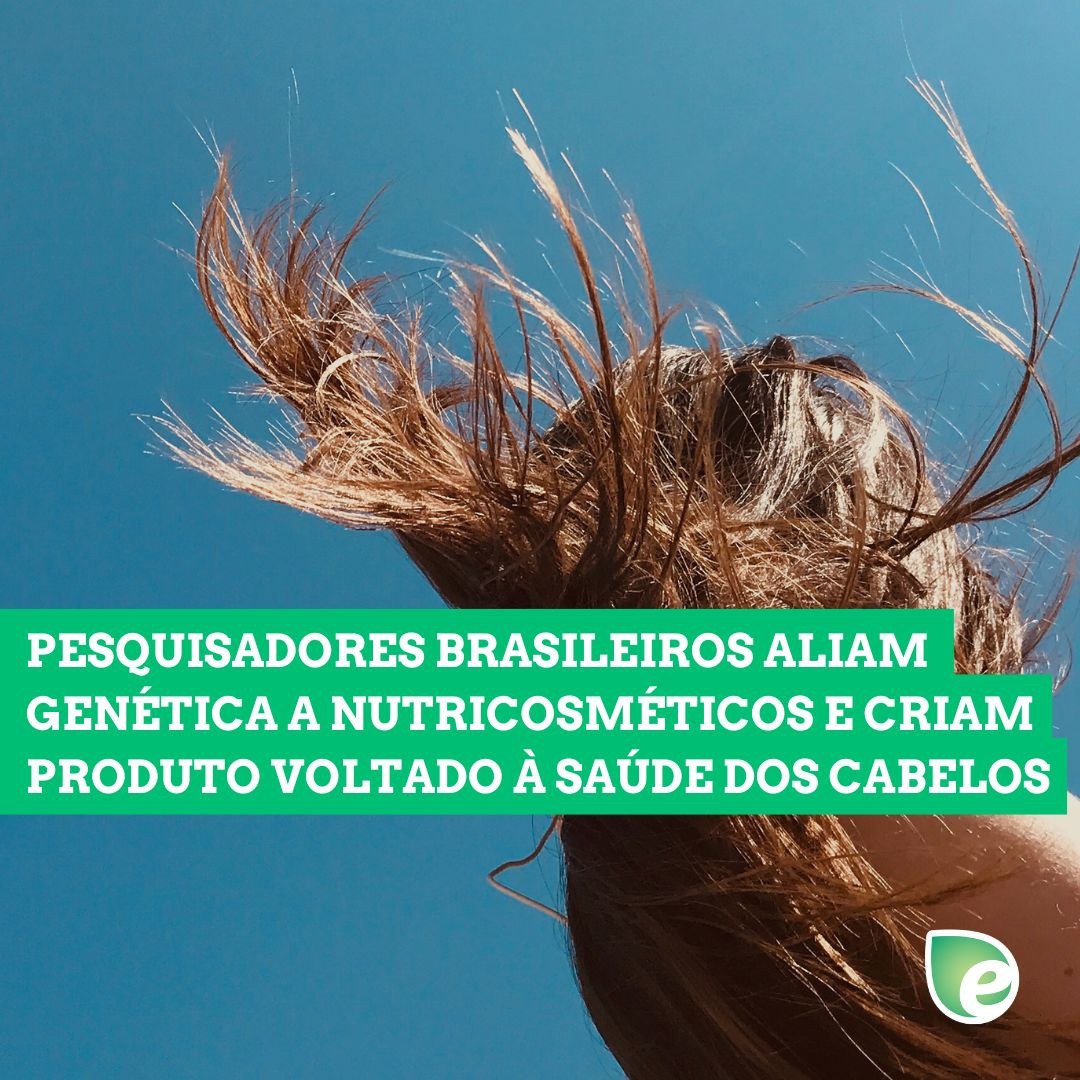 PESQUISADORES BRASILEIROS ALIAM
GENÉTICA A NUTRICOSMÉTICOS E CRIAM
PRODUTO VOLTADO À SAÚDE DOS CABELOS
e